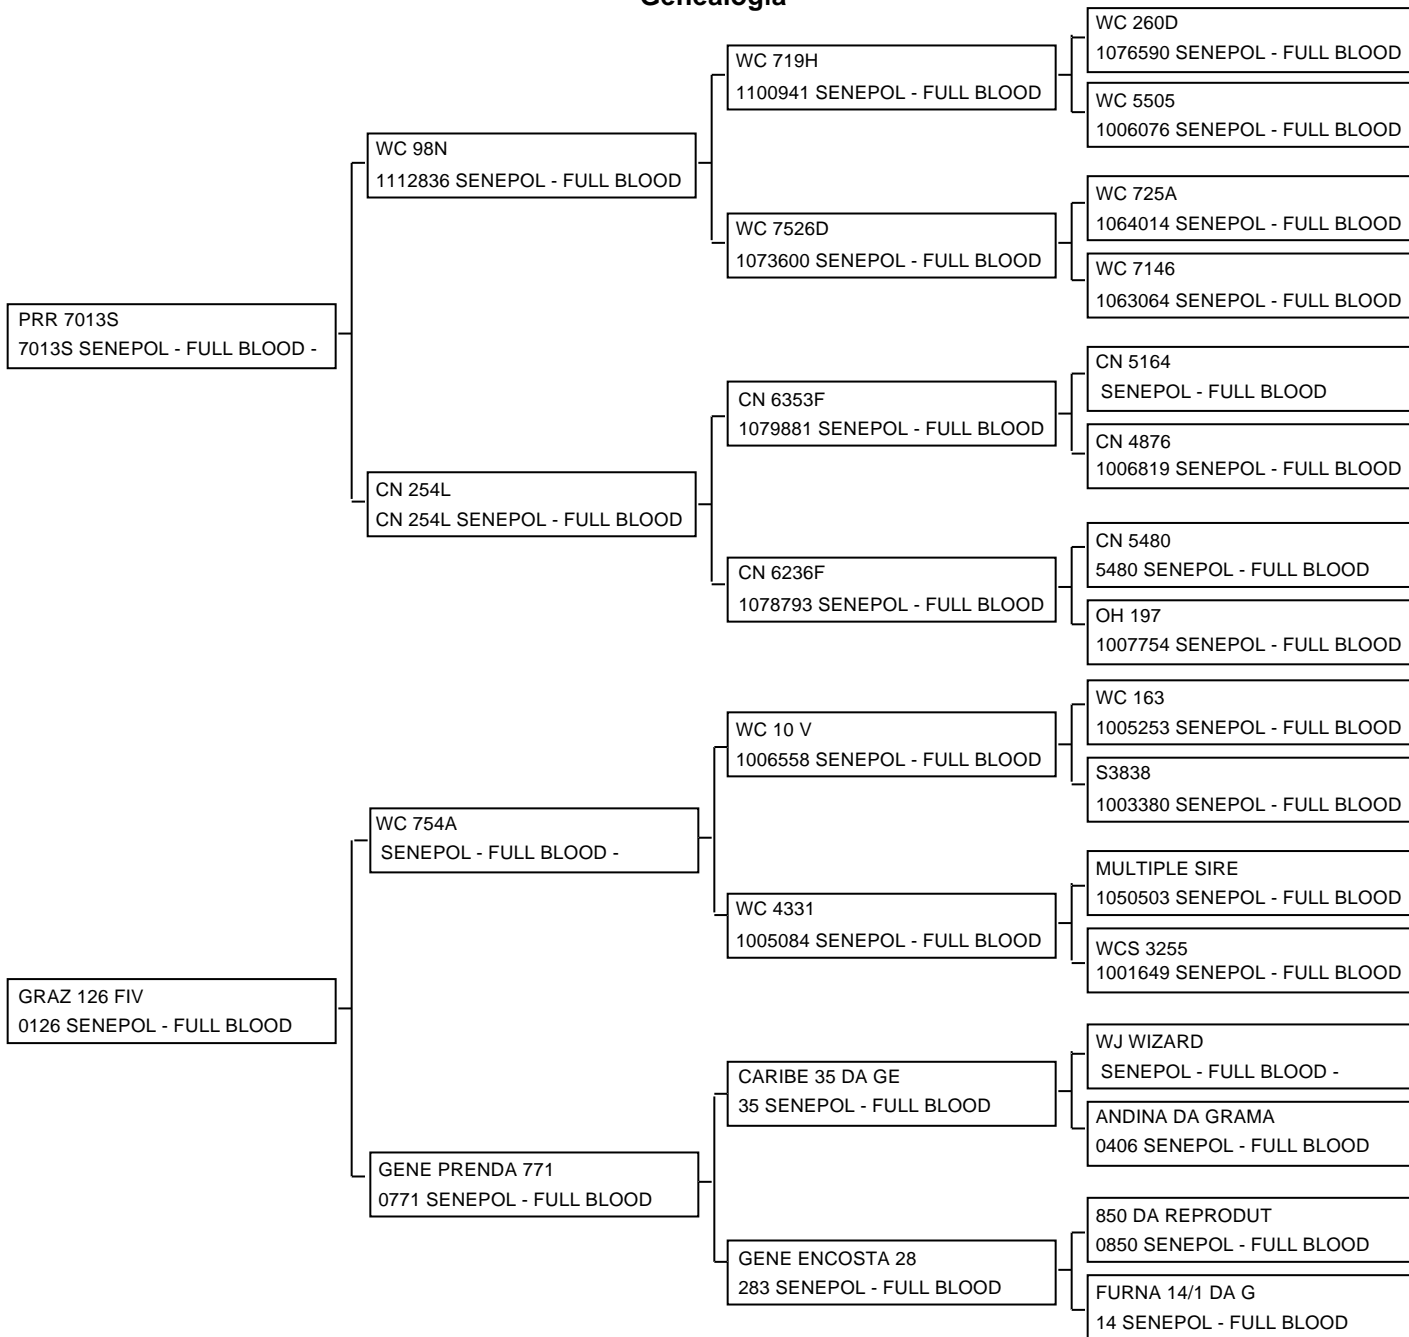 Genealogia
WC 260D
1076590 SENEPOL - FULL BLOOD
WC 719H
1100941 SENEPOL - FULL BLOOD
WC 5505
1006076 SENEPOL - FULL BLOOD
WC 98N
1112836 SENEPOL - FULL BLOOD
WC 725A
1064014 SENEPOL - FULL BLOOD
WC 7526D
1073600 SENEPOL - FULL BLOOD
WC 7146
1063064 SENEPOL - FULL BLOOD
PRR 7013S
7013S SENEPOL - FULL BLOOD -
CN 5164
SENEPOL - FULL BLOOD
CN 6353F
1079881 SENEPOL - FULL BLOOD
CN 4876
1006819 SENEPOL - FULL BLOOD
CN 254L
CN 254L SENEPOL - FULL BLOOD
CN 5480
5480 SENEPOL - FULL BLOOD
CN 6236F
1078793 SENEPOL - FULL BLOOD
OH 197
1007754 SENEPOL - FULL BLOOD
WC 163
1005253 SENEPOL - FULL BLOOD
WC 10 V
1006558 SENEPOL - FULL BLOOD
S3838
1003380 SENEPOL - FULL BLOOD
WC 754A
SENEPOL - FULL BLOOD -
MULTIPLE SIRE
1050503 SENEPOL - FULL BLOOD
WC 4331
1005084 SENEPOL - FULL BLOOD
WCS 3255
1001649 SENEPOL - FULL BLOOD
GRAZ 126 FIV
0126 SENEPOL - FULL BLOOD
WJ WIZARD
SENEPOL - FULL BLOOD -
CARIBE 35 DA GE
35 SENEPOL - FULL BLOOD
ANDINA DA GRAMA
0406 SENEPOL - FULL BLOOD
GENE PRENDA 771
0771 SENEPOL - FULL BLOOD
850 DA REPRODUT
0850 SENEPOL - FULL BLOOD
GENE ENCOSTA 28
283 SENEPOL - FULL BLOOD
FURNA 14/1 DA G
14 SENEPOL - FULL BLOOD